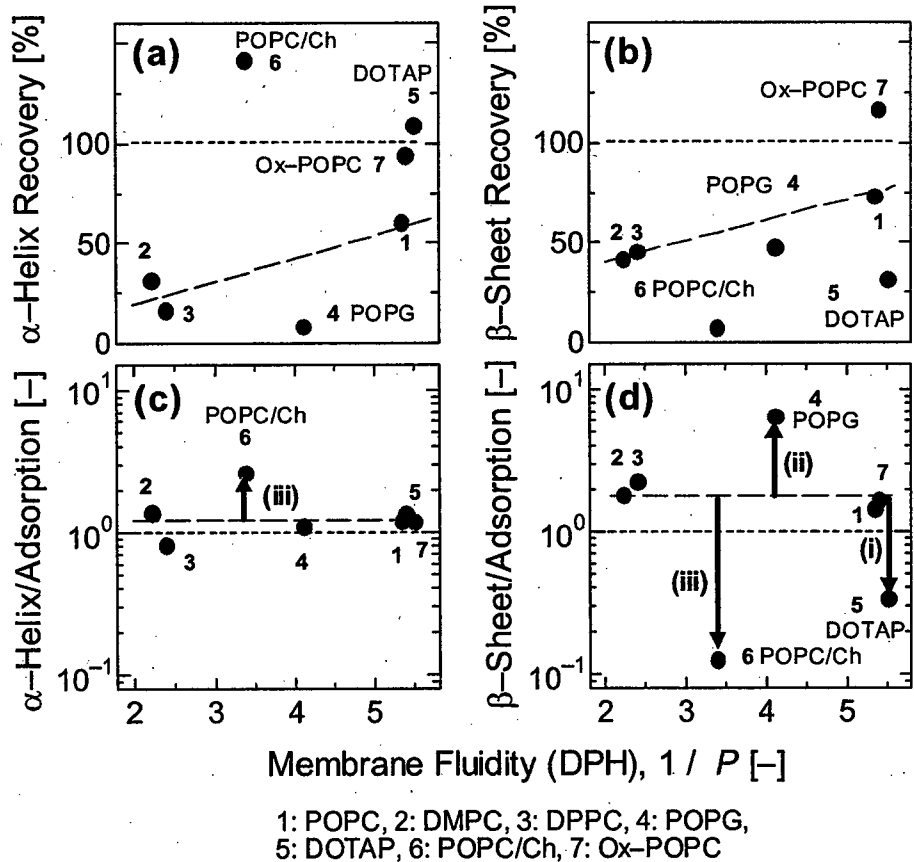 (a)
POPC/Ch
6
DOTAP
5
Ox–POPC 7
1
2
3
4 POPG
α–Helix Recovery [%]
100
50
0
(b)
Ox–POPC 7
POPG 4
1
2 3
6 POPC/Ch
5
DOTAP
β–Sheet Recovery [%]
100
50
0
(c)
POPC/Ch
6
(iii)
2
3
4
5
1 7
α–Helix/Adsorption [–]
10¹
10⁰
10⁻¹
2 3 4 5
(d)
4
POPG
(ii)
2 3
7
1
(i)
(iii)
5
DOTAP
6 POPC/Ch
β–Sheet/Adsorption [–]
10¹
10⁰
10⁻¹
2 3 4 5
Membrane Fluidity (DPH), 1 / P [–]
1: POPC, 2: DMPC, 3: DPPC, 4: POPG,
5: DOTAP, 6: POPC/Ch, 7: Ox–POPC